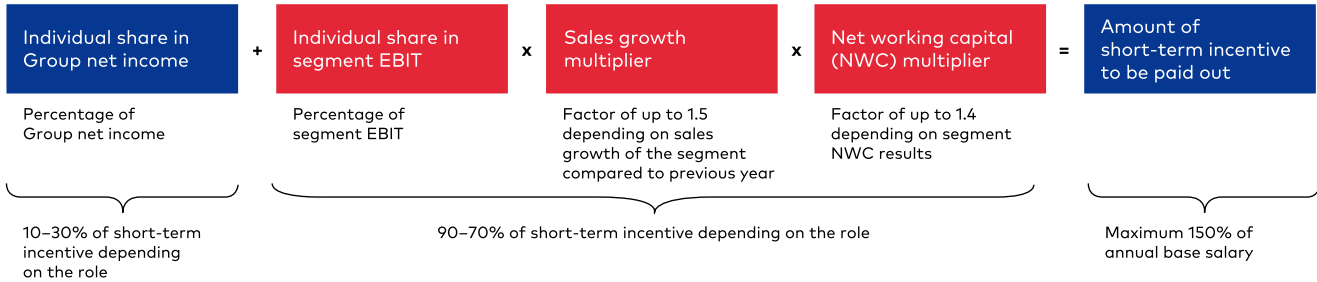 Individual share in
Group net income
+
Individual share in
segment EBIT
x
Sales growth
multiplier
x
Net working capital
(NWC) multiplier
=
Amount of
short-term incentive
to be paid out
Percentage of
Group net income
Percentage of
segment EBIT
Factor of up to 1.5
depending on sales
growth of the segment
compared to previous year
Factor of up to 1.4
depending on segment
NWC results
10–30% of short-term
incentive depending
on the role
90–70% of short-term incentive depending on the role
Maximum 150% of
annual base salary